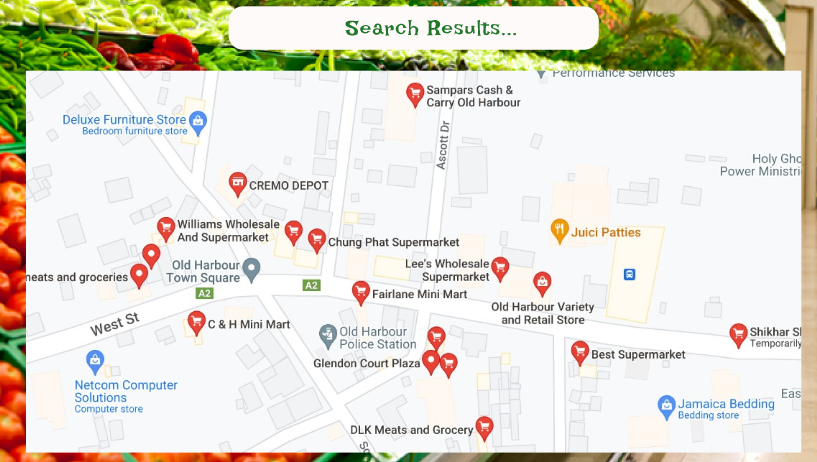 Search Results...
Performance Services
Sampars Cash &
Carry Old Harbour
Deluxe Furniture Store
Bedroom furniture store
Ascott Dr
Holy Gho
Power Ministri
CREMO DEPOT
Williams Wholesale
And Supermarket
Chung Phat Supermarket
Juici Patties
Old Harbour
Town Square
neats and groceries
Lee's Wholesale
Supermarket
A2
A2
Fairlane Mini Mart
Old Harbour Variety
and Retail Store
West St
C & H Mini Mart
Old Harbour
Police Station
Shikhar Sl
Temporarily
Glendon Court Plaza
Best Supermarket
Netcom Computer
Solutions
Computer store
Eas
Jamaica Bedding
Bedding store
DLK Meats and Grocery